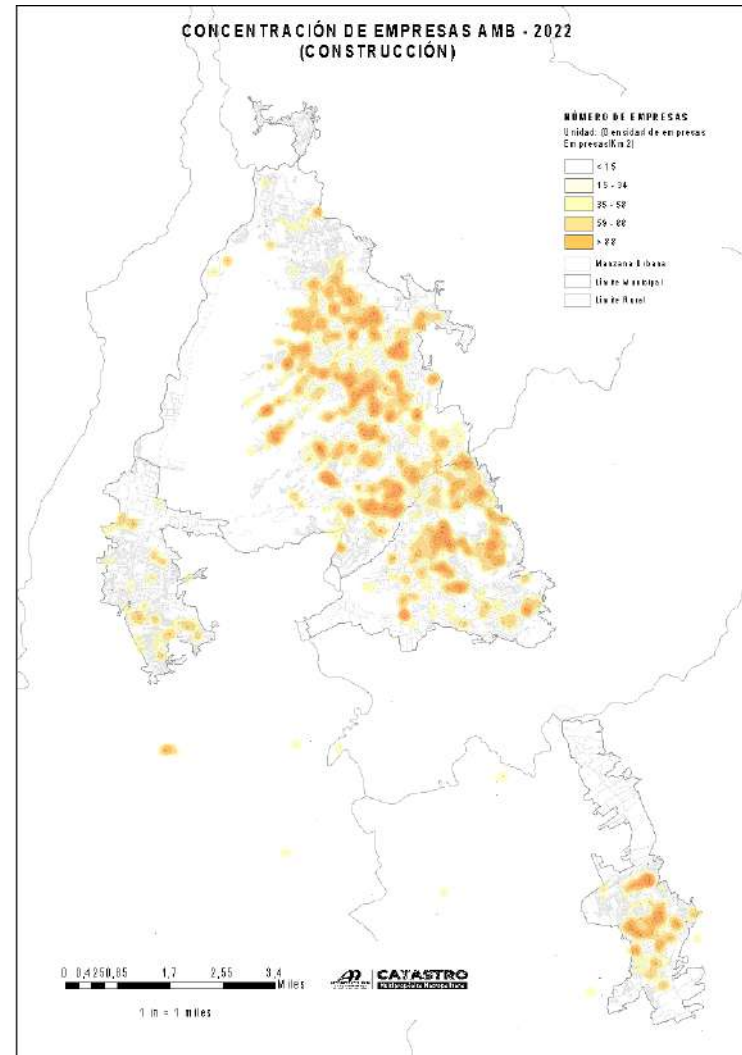 CONCENTRACIÓN DE EMPRESAS AMB - 2022
(CONSTRUCCIÓN)
NÚMERO DE EMPRESAS
Unidad: (Densidad de empresas
Empresas/Km2)
< 15
15 - 34
35 - 58
59 - 88
> 88
Manzana Urbana
Límite Municipal
Límite Rural
0 0,425 0,85 1,7 2,55 3,4
Miles
1 in = 1 miles
CATASTRO
Multipropósito Metropolitano